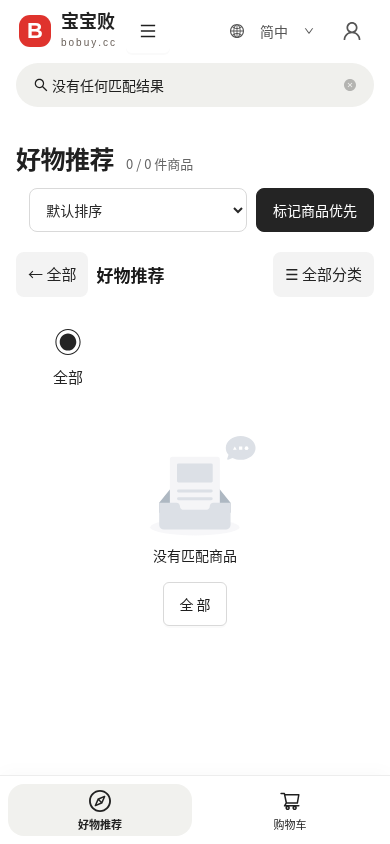 B
宝宝败
bobuy.cc
简中
没有任何匹配结果
好物推荐
0 / 0 件商品
默认排序
标记商品优先
← 全部
好物推荐
☰ 全部分类
全部
没有匹配商品
全 部
好物推荐
购物车